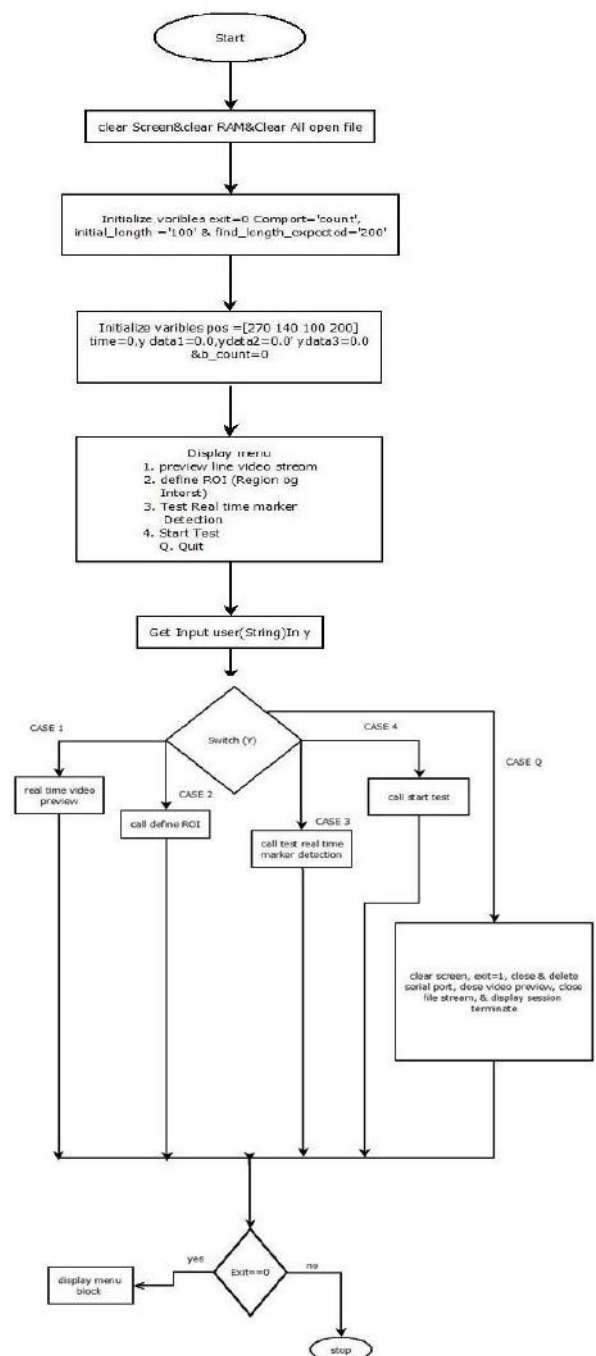 Start
clear Screen&clear RAM&Clear All open file
Initialize varibles exit=0 Comport='count',
initial_length ='100' & find_length_expected='200'
Initialize varibles pos =[270 140 100 200]
time=0,y data1=0.0,ydata2=0.0' ydata3=0.0
&b_count=0
Display menu
1. preview line video stream
2. define ROI (Region og
Interst)
3. Test Real time marker
Detection
4. Start Test
Q. Quit
Get Input user(String)In y
Switch (Y)
CASE 1
real time video
preview
CASE 2
call define ROI
CASE 3
call test real time
marker detection
CASE 4
call start test
CASE Q
clear screen, exit=1, close & delete
serial port, close video preview, close
file stream, & display session
terminate
Exit==0
yes
display menu
block
no
stop